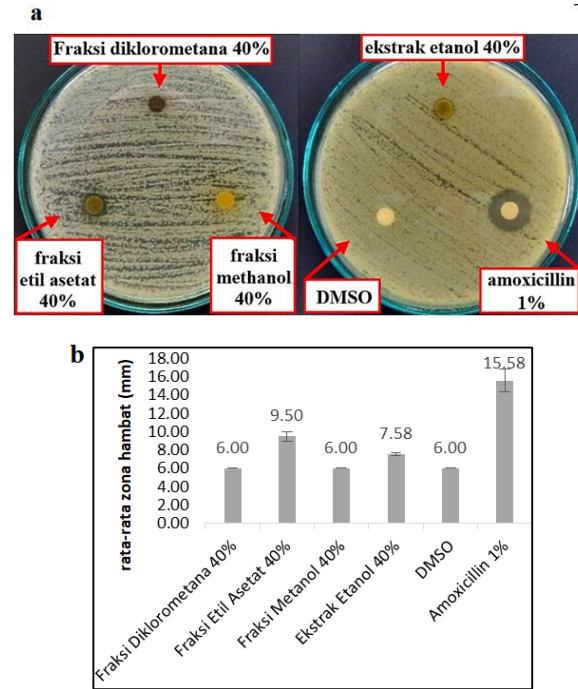 a
Fraksi diklorometana 40%
ekstrak etanol 40%
fraksi
etil asetat
40%
fraksi
methanol
40%
DMSO
amoxicillin
1%
b
rata-rata zona hambat (mm)
18.00
16.00
14.00
12.00
10.00
8.00
6.00
4.00
2.00
0.00
6.00
9.50
6.00
7.58
6.00
15.58
Fraksi Diklorometana 40%
Fraksi Etil Asetat 40%
Fraksi Metanol 40%
Ekstrak Etanol 40%
DMSO
Amoxicillin 1%